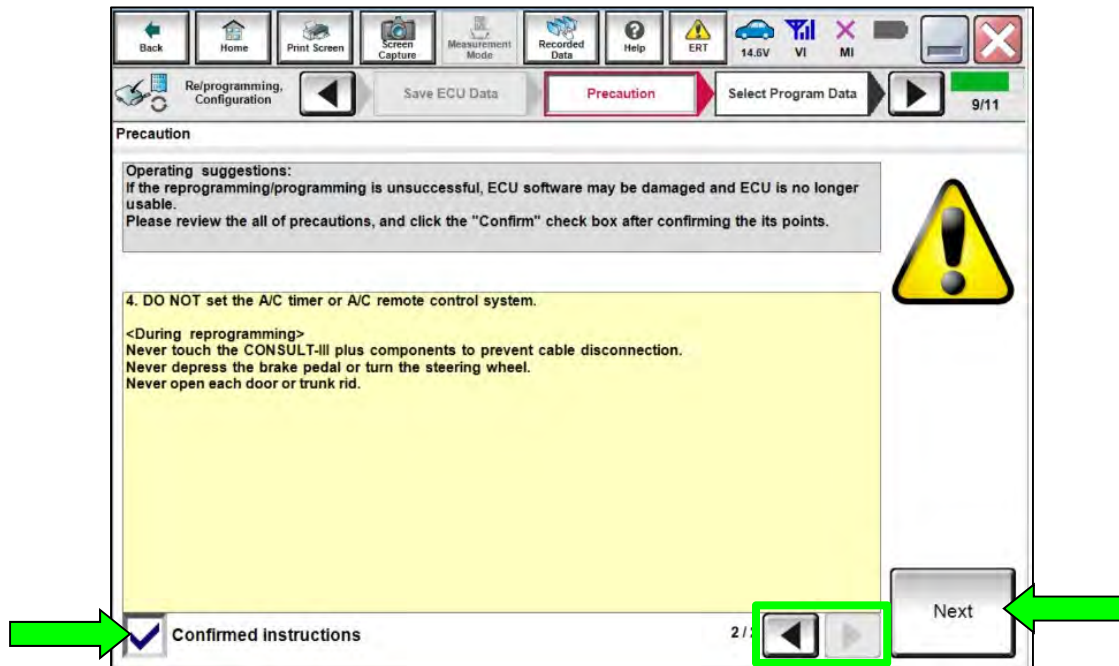 Back
Home
Print Screen
Screen Capture
Measurement Mode
Recorded Data
Help
ERT
14.6V
VI
MI
Re/programming, Configuration
Save ECU Data
Precaution
Select Program Data
9/11
Precaution
Operating suggestions:
If the reprogramming/programming is unsuccessful, ECU software may be damaged and ECU is no longer
usable.
Please review the all of precautions, and click the "Confirm" check box after confirming the its points.
4. DO NOT set the A/C timer or A/C remote control system.
<During reprogramming>
Never touch the CONSULT-III plus components to prevent cable disconnection.
Never depress the brake pedal or turn the steering wheel.
Never open each door or trunk rid.
Confirmed instructions
2/
Next